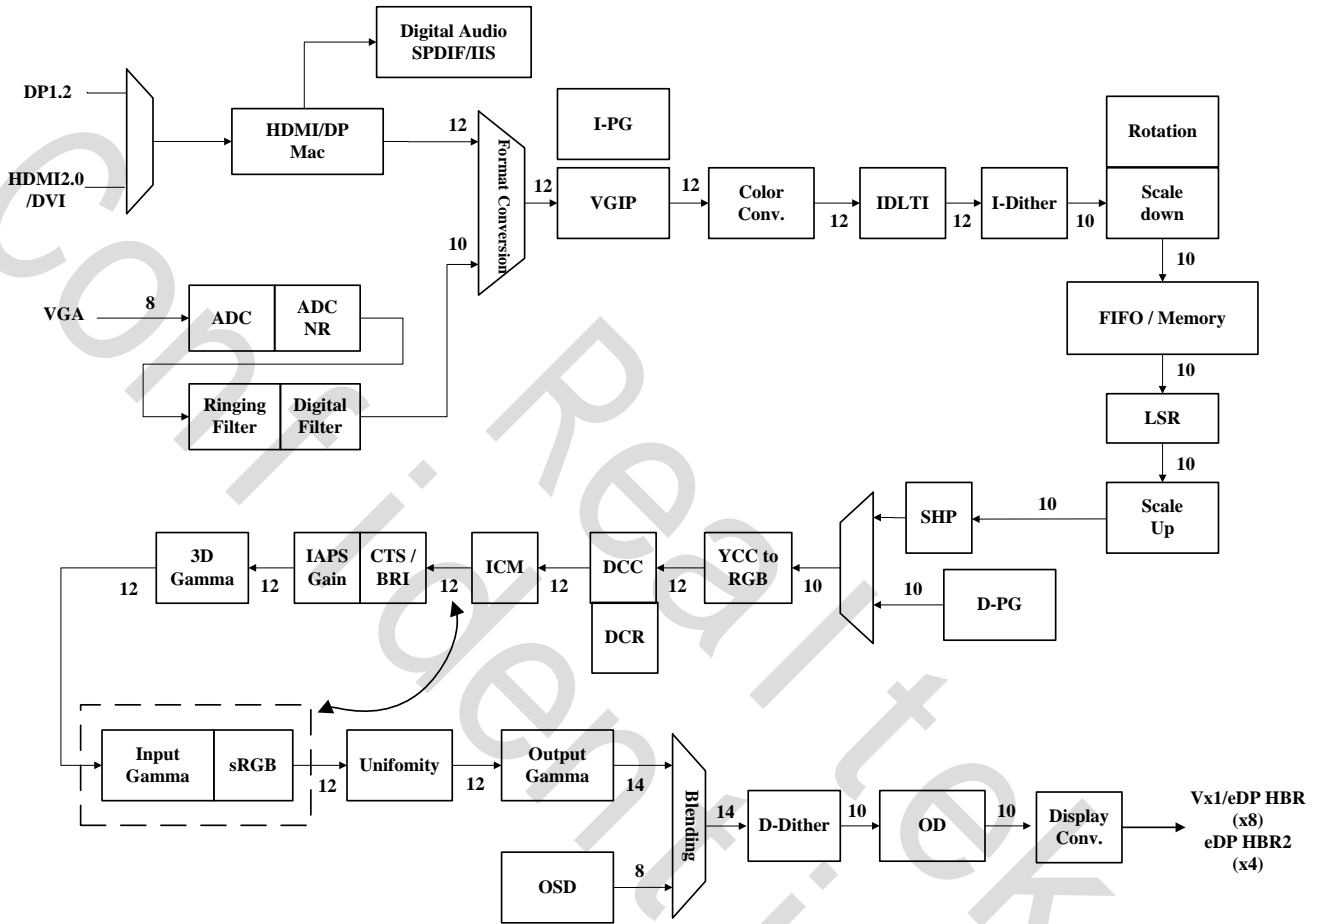 Digital Audio
SPDIF/IIS
DP1.2
HDMI2.0
/DVI
HDMI/DP
Mac
12
Format Conversion
10
I-PG
12
VGIP
12
Color
Conv.
12
IDLTI
12
I-Dither
10
Rotation
Scale
down
10
VGA
8
ADC
ADC
NR
Ringing
Filter
Digital
Filter
FIFO / Memory
10
LSR
10
Scale
Up
10
SHP
10
D-PG
10
YCC to
RGB
12
DCC
DCR
12
ICM
12
CTS /
BRI
IAPS
Gain
12
3D
Gamma
12
Input
Gamma
sRGB
12
Unifomity
12
Output
Gamma
14
Blending
OSD
8
14
D-Dither
10
OD
10
Display
Conv.
Vx1/eDP HBR
(x8)
eDP HBR2
(x4)
Realtek
Confidenti